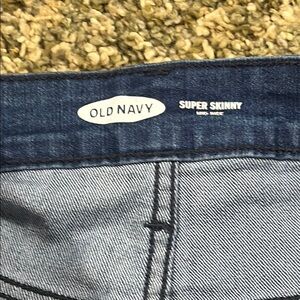 OLD NAVY
SUPER SKINNY
MID-RISE